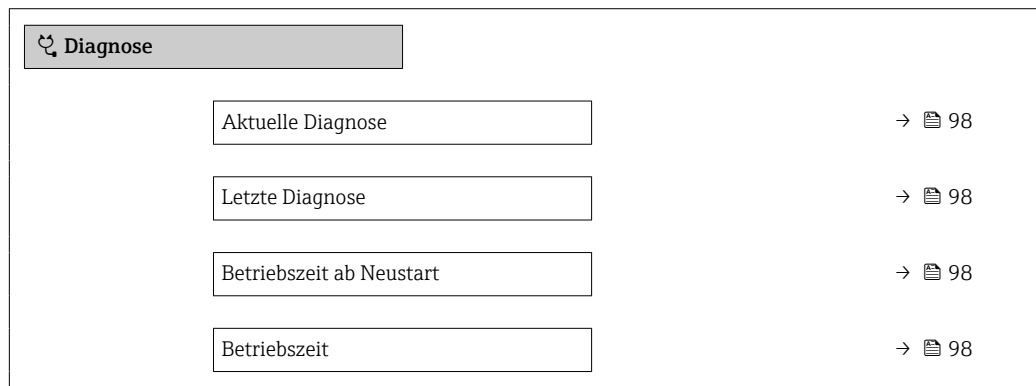 Diagnose
Aktuelle Diagnose → 98
Letzte Diagnose → 98
Betriebszeit ab Neustart → 98
Betriebszeit → 98